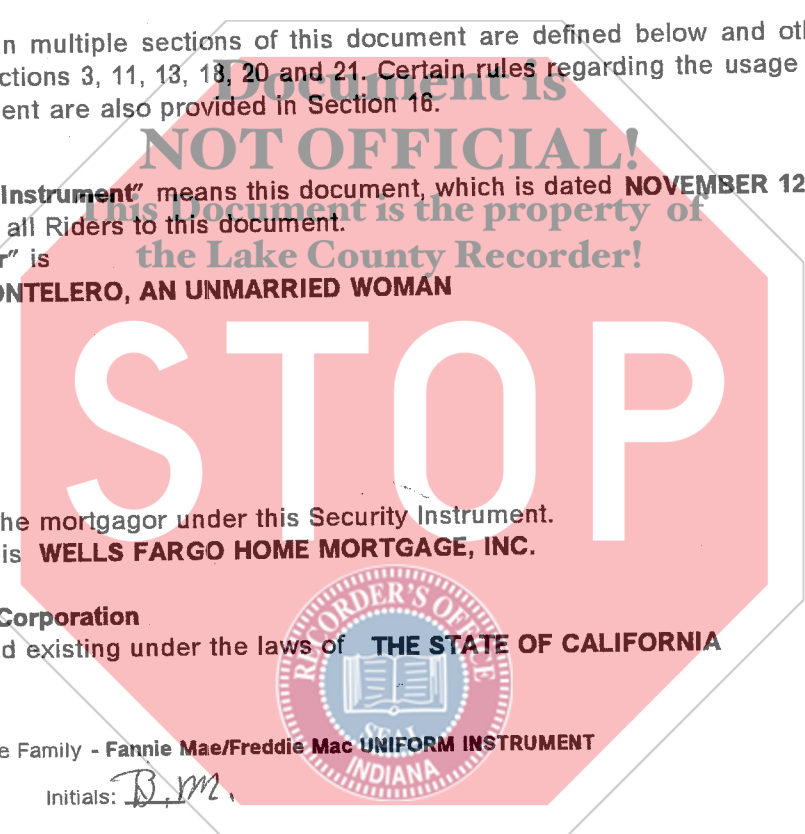 n multiple sections of this document are defined below and oth
ctions 3, 11, 13, 18, 20 and 21. Certain rules regarding the usage
Document is
ent are also provided in Section 16.
NOT OFFICIAL!
Instrument" means this document, which is dated NOVEMBER 12
This Document is the property of
all Riders to this document.
r" is
the Lake County Recorder!
ONTELERO, AN UNMARRIED WOMAN
STOP
he mortgagor under this Security Instrument.
is WELLS FARGO HOME MORTGAGE, INC.
Corporation
d existing under the laws of THE STATE OF CALIFORNIA
RECORDER'S OFFICE
SEAL
INDIANA
e Family - Fannie Mae/Freddie Mac UNIFORM INSTRUMENT
Initials: B.M.